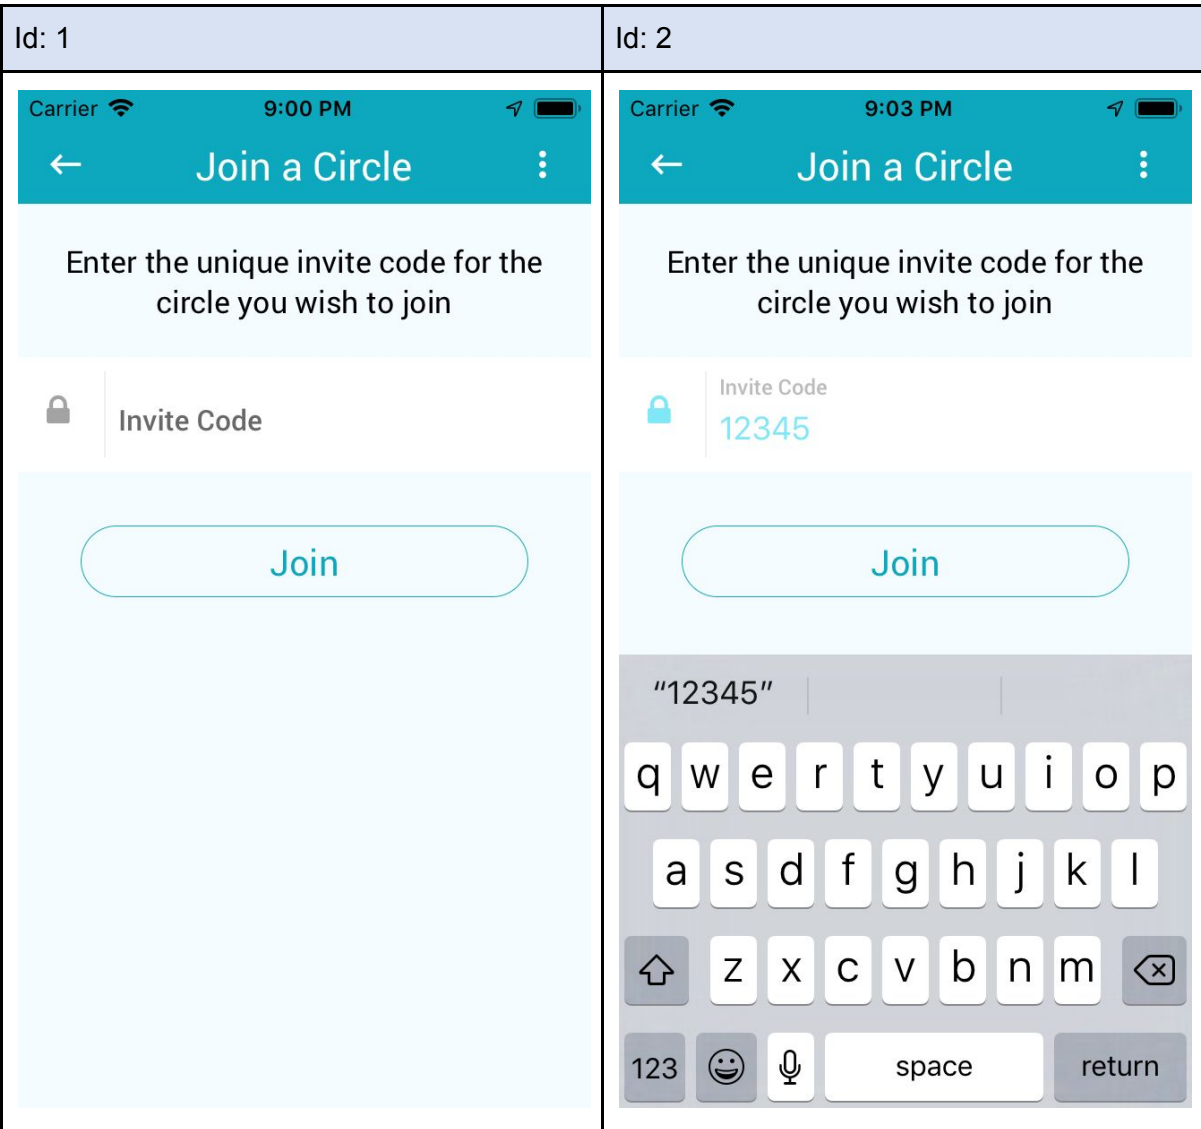 Id: 1
Carrier 9:00 PM
Join a Circle
Enter the unique invite code for the
circle you wish to join
Invite Code
Join
Id: 2
Carrier 9:03 PM
Join a Circle
Enter the unique invite code for the
circle you wish to join
Invite Code
12345
Join
“12345”
q w e r t y u i o p
a s d f g h j k l
z x c v b n m
123 space return